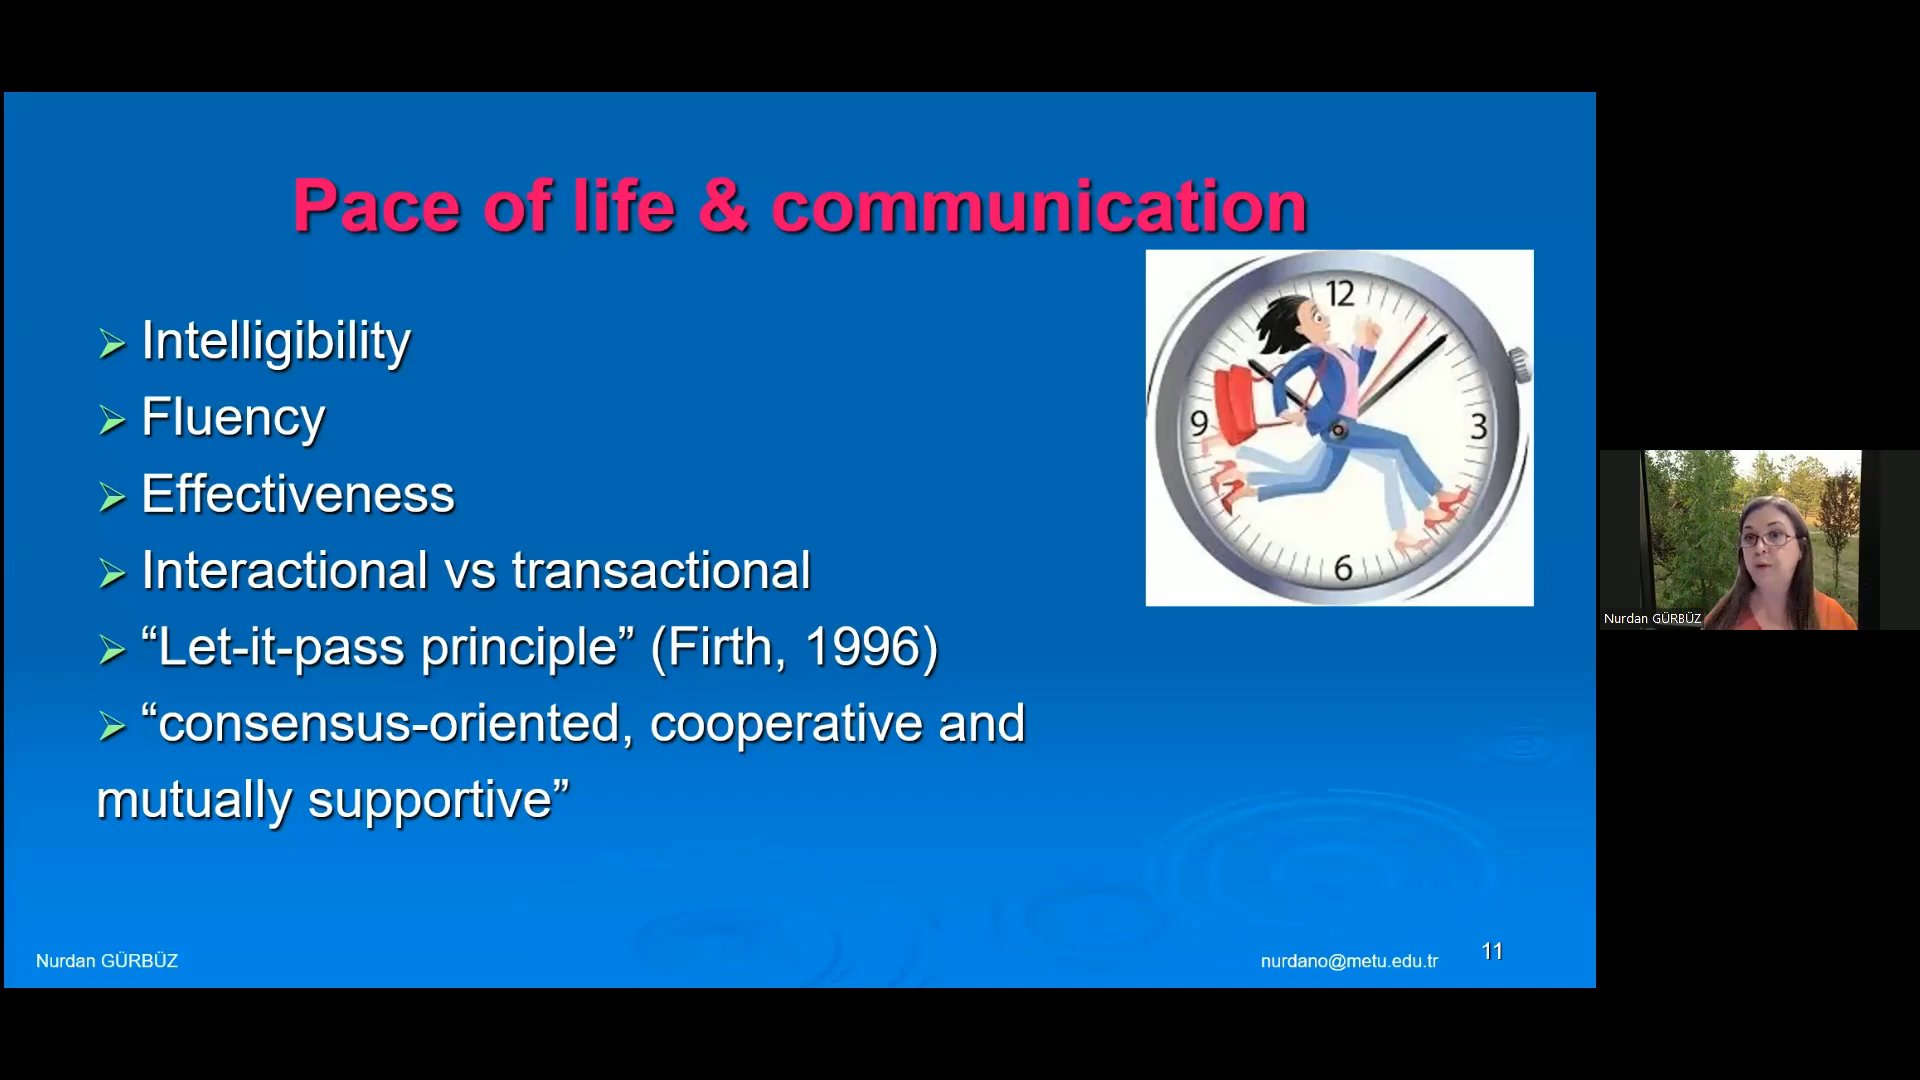 Pace of life & communication
Intelligibility
Fluency
Effectiveness
Interactional vs transactional
“Let-it-pass principle” (Firth, 1996)
“consensus-oriented, cooperative and
mutually supportive”
12
3
6
9
Nurdan GÜRBÜZ
nurdano@metu.edu.tr
11
Nurdan GÜRBÜZ